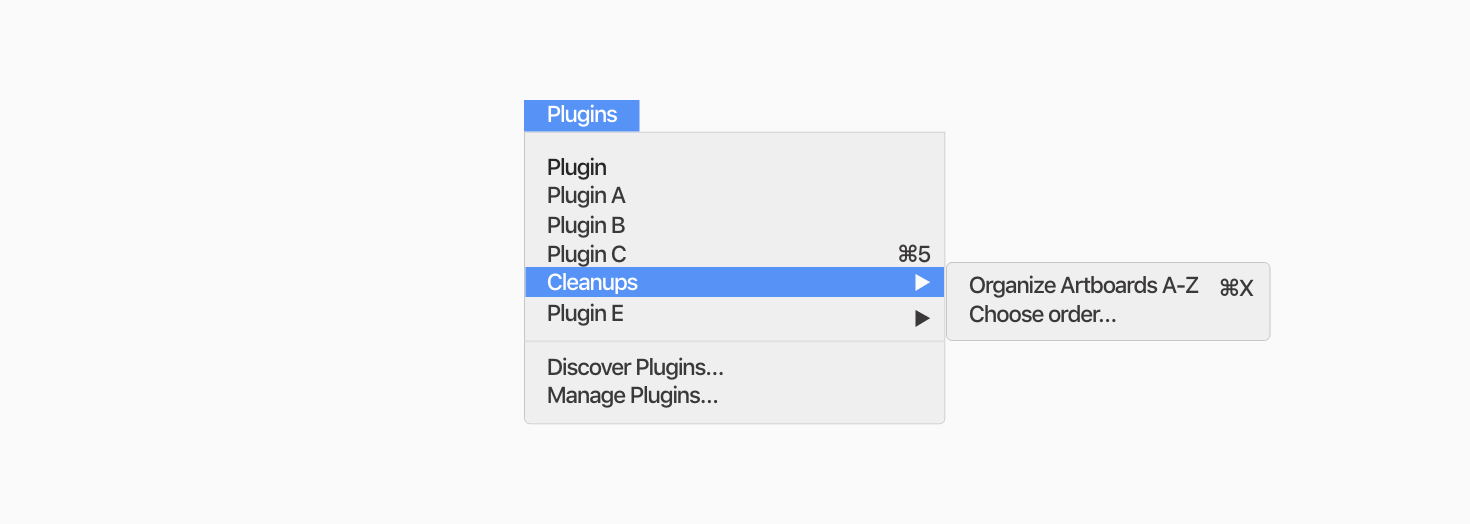 Plugins
Plugin
Plugin A
Plugin B
Plugin C ⌘5
Cleanups ▶
Plugin E ▶
Organize Artboards A-Z ⌘X
Choose order...
Discover Plugins...
Manage Plugins...